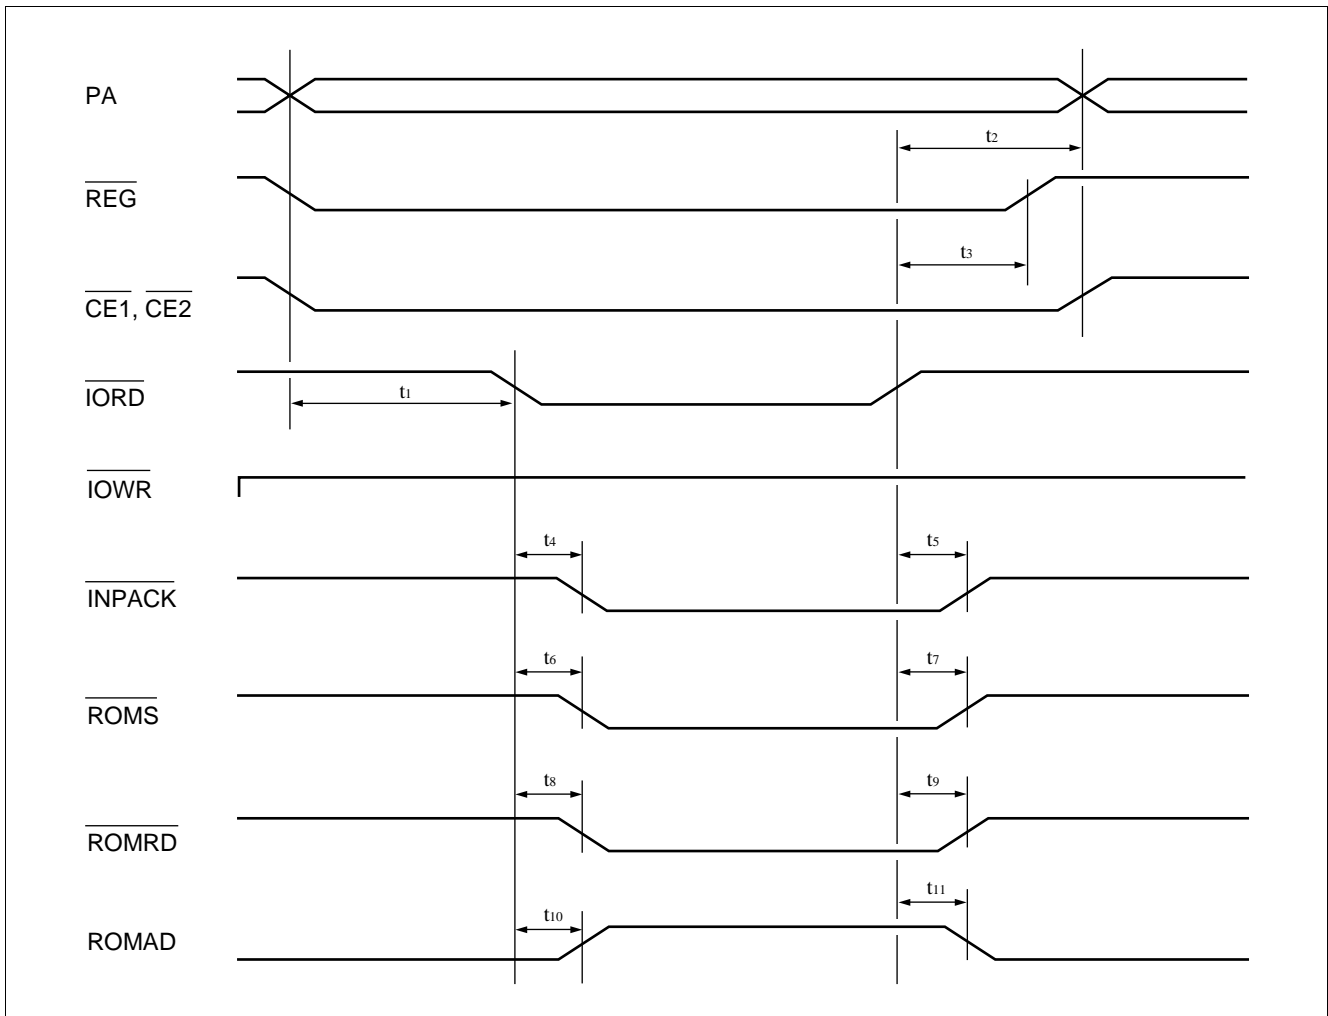 PA
t2
REG
t3
CE1, CE2
IORD
t1
IOWR
t4
t5
INPACK
t6
t7
ROMS
t8
t9
ROMRD
t11
t10
ROMAD